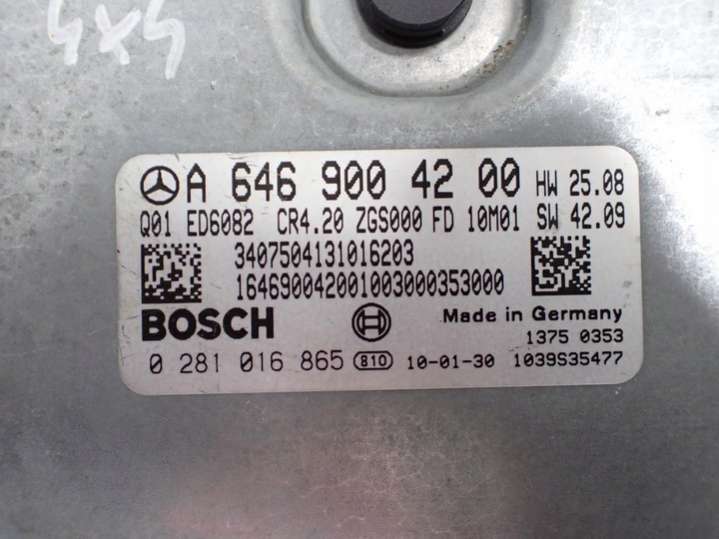 4x4
A 646 900 42 00 HW 25.08
Q01 ED6082 CR4.20 ZGS000 FD 10M01 SW 42.09
3407504131016203
164690042001003000353000
BOSCH Made in Germany
1375 0353
0 281 016 865 810 10-01-30 1039S35477